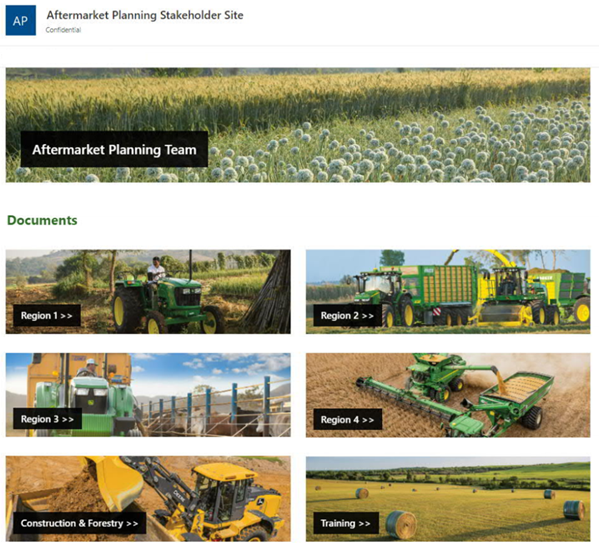 AP
Aftermarket Planning Stakeholder Site
Confidential
Aftermarket Planning Team
Documents
Region 1 >>
Region 2 >>
Region 3 >>
Region 4 >>
Construction & Forestry >>
Training >>